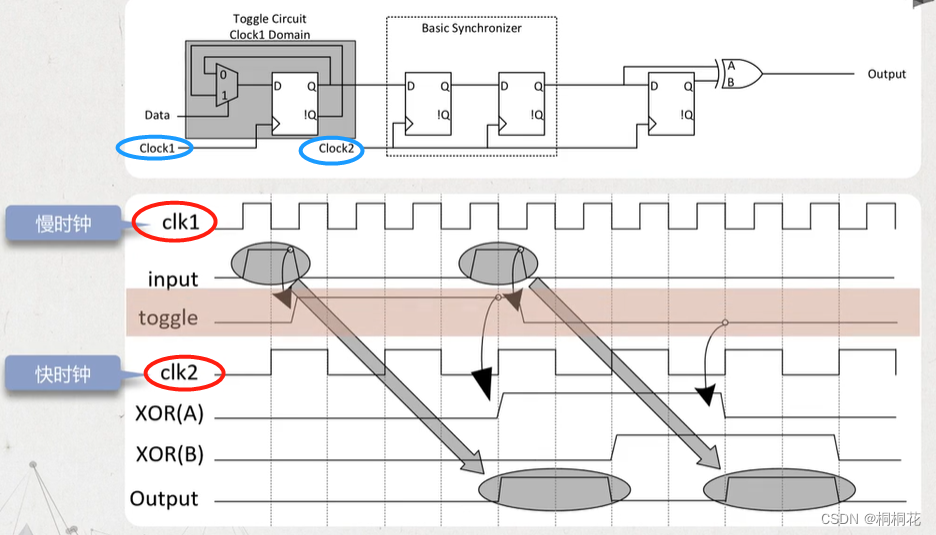 Toggle Circuit
Clock1 Domain
Basic Synchronizer
0
1
D
Q
!Q
D
Q
!Q
D
Q
!Q
D
Q
!Q
A
B
Output
Data
Clock1
Clock2
慢时钟
clk1
input
toggle
快时钟
clk2
XOR(A)
XOR(B)
Output
CSDN @桐桐花